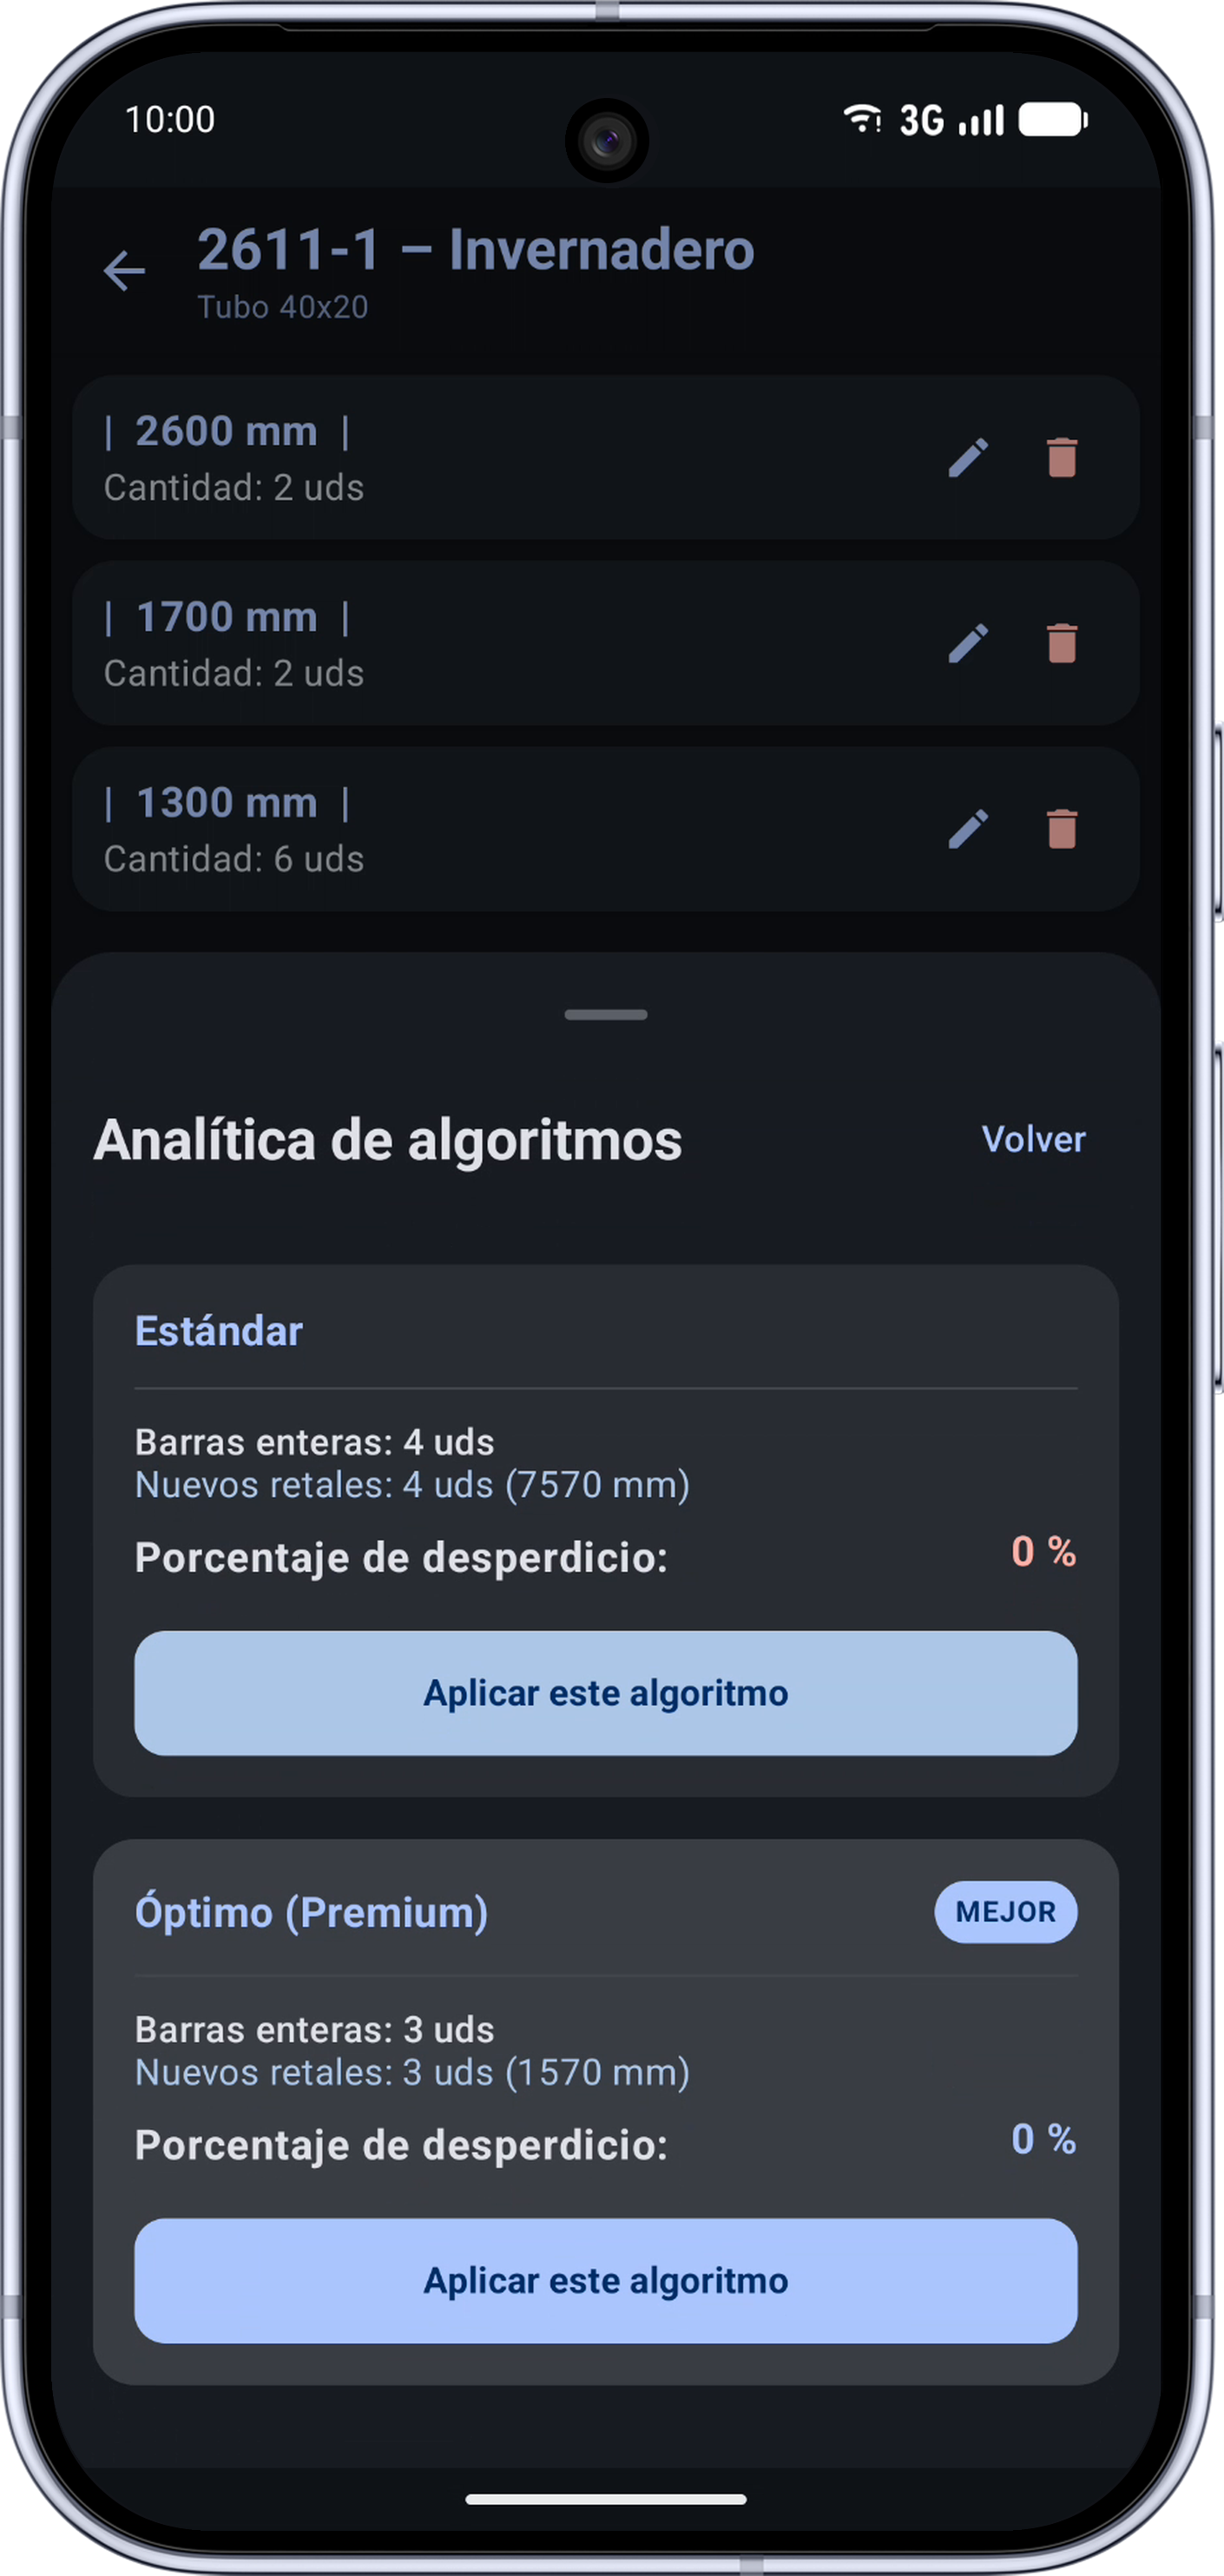 10:00 3G
2611-1 – Invernadero
Tubo 40x20
| 2600 mm |
Cantidad: 2 uds
| 1700 mm |
Cantidad: 2 uds
| 1300 mm |
Cantidad: 6 uds
Analítica de algoritmos Volver
Estándar
Barras enteras: 4 uds
Nuevos retales: 4 uds (7570 mm)
Porcentaje de desperdicio: 0 %
Aplicar este algoritmo
Óptimo (Premium) MEJOR
Barras enteras: 3 uds
Nuevos retales: 3 uds (1570 mm)
Porcentaje de desperdicio: 0 %
Aplicar este algoritmo